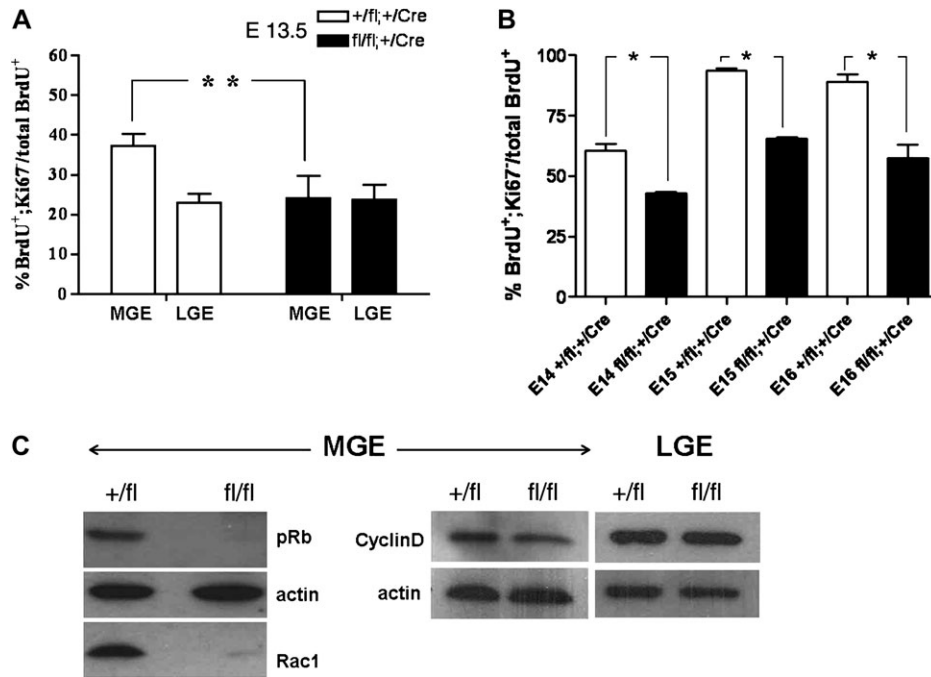 A
E 13.5
+/fl;+/Cre
fl/fl;+/Cre
% BrdU⁺;Ki67⁻/total BrdU⁺
60
50
40
30
20
10
0
* *
MGE LGE MGE LGE
B
% BrdU⁺;Ki67⁻/total BrdU⁺
100
75
50
25
0
* * *
E14 +/fl;+/Cre
E14 fl/fl;+/Cre
E15 +/fl;+/Cre
E15 fl/fl;+/Cre
E16 +/fl;+/Cre
E16 fl/fl;+/Cre
C
MGE LGE
+/fl fl/fl +/fl fl/fl +/fl fl/fl
pRb CyclinD
actin actin
Rac1